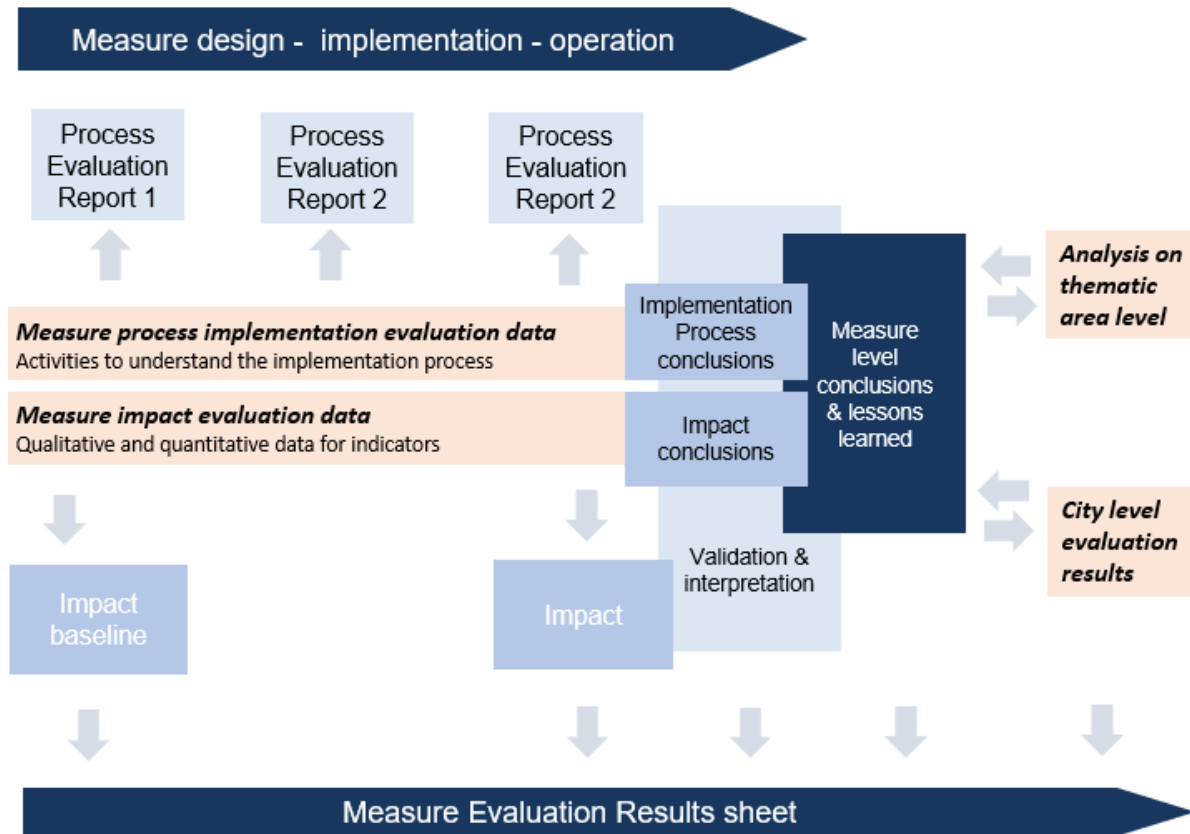 Measure design - implementation - operation
Process
Evaluation
Report 1
Process
Evaluation
Report 2
Process
Evaluation
Report 2
Measure process implementation evaluation data
Activities to understand the implementation process
Measure impact evaluation data
Qualitative and quantitative data for indicators
Implementation
Process
conclusions
Impact
conclusions
Measure
level
conclusions
& lessons
learned
Analysis on
thematic
area level
City level
evaluation
results
Validation &
interpretation
Impact
baseline
Impact
Measure Evaluation Results sheet